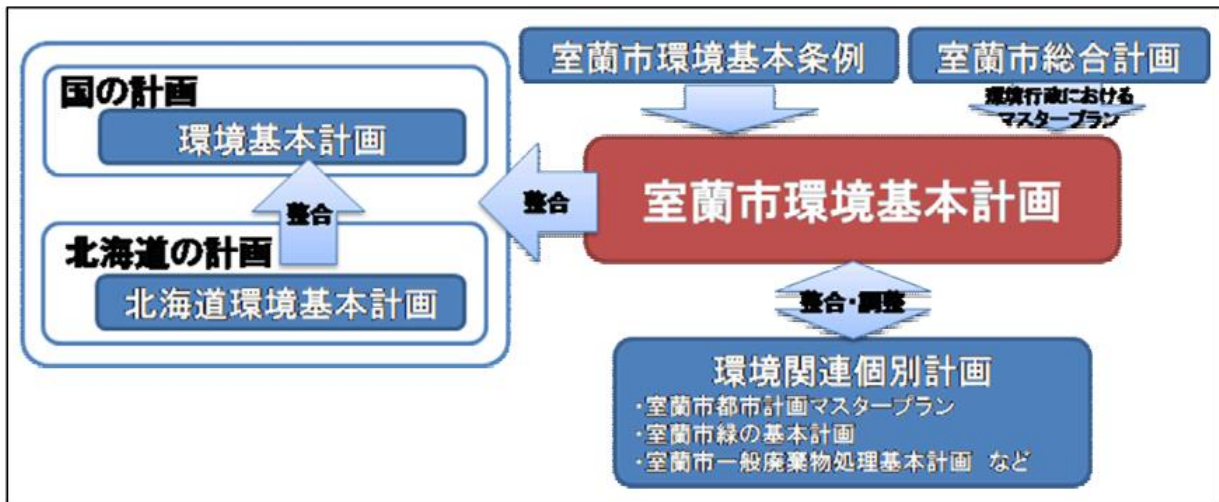 国の計画
環境基本計画
整合
北海道の計画
北海道環境基本計画
室蘭市環境基本条例
室蘭市総合計画
環境行政における
マスタープラン
整合
室蘭市環境基本計画
整合・調整
環境関連個別計画
・室蘭市都市計画マスタープラン
・室蘭市緑の基本計画
・室蘭市一般廃棄物処理基本計画 など